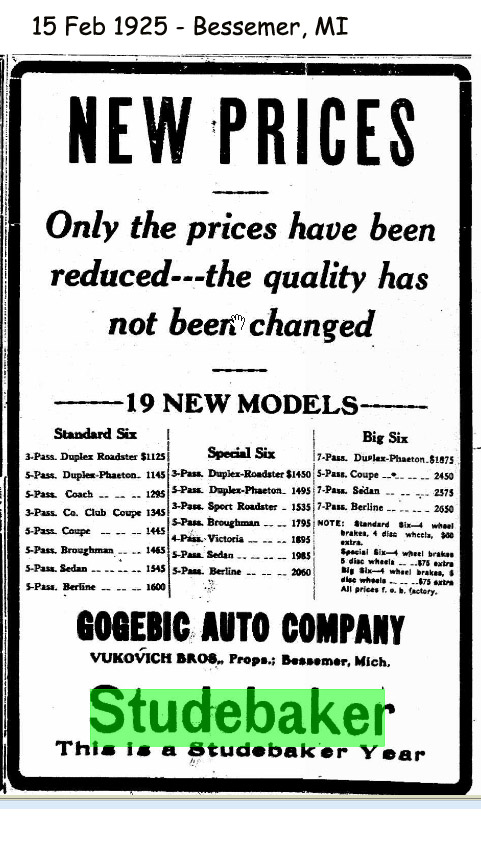 15 Feb 1925 - Bessemer, MI
NEW PRICES
Only the prices have been
reduced---the quality has
not been changed
19 NEW MODELS
Standard Six
3-Pass. Duplex Roadster $1125
5-Pass. Duplex-Phaeton.. 1145
5-Pass. Coach -- -- -- 1295
3-Pass. Co. Club Coupe 1345
5-Pass. Coupe -- -- -- 1445
5-Pass. Broughman -- -- 1465
5-Pass. Sedan -- -- -- 1545
5-Pass. Berline -- -- -- 1600
Special Six
3-Pass. Duplex-Roadster $1450
5-Pass. Duplex-Phaeton.. 1495
3-Pass. Sport Roadster -- 1535
5-Pass. Broughman -- -- 1795
4-Pass. Victoria -- -- -- 1895
5-Pass. Sedan -- -- -- 1985
5-Pass. Berline -- -- -- 2060
Big Six
7-Pass. Duplex-Phaeton.$1875
5-Pass. Coupe -- -- -- 2450
7-Pass. Sedan -- -- -- 2575
7-Pass. Berline -- -- -- 2650
NOTE: Standard Six—4 wheel
brakes, 4 disc wheels, $60
extra.
Special Six—4 wheel brakes
5 disc wheels -- --$75 extra
Big Six—4 wheel brakes, 5
disc wheels -- -- --$75 extra
All prices f. o. b. factory.
GOGEBIC AUTO COMPANY
VUKOVICH BROS., Props.; Bessemer, Mich.
Studebaker
This is a Studebaker Year